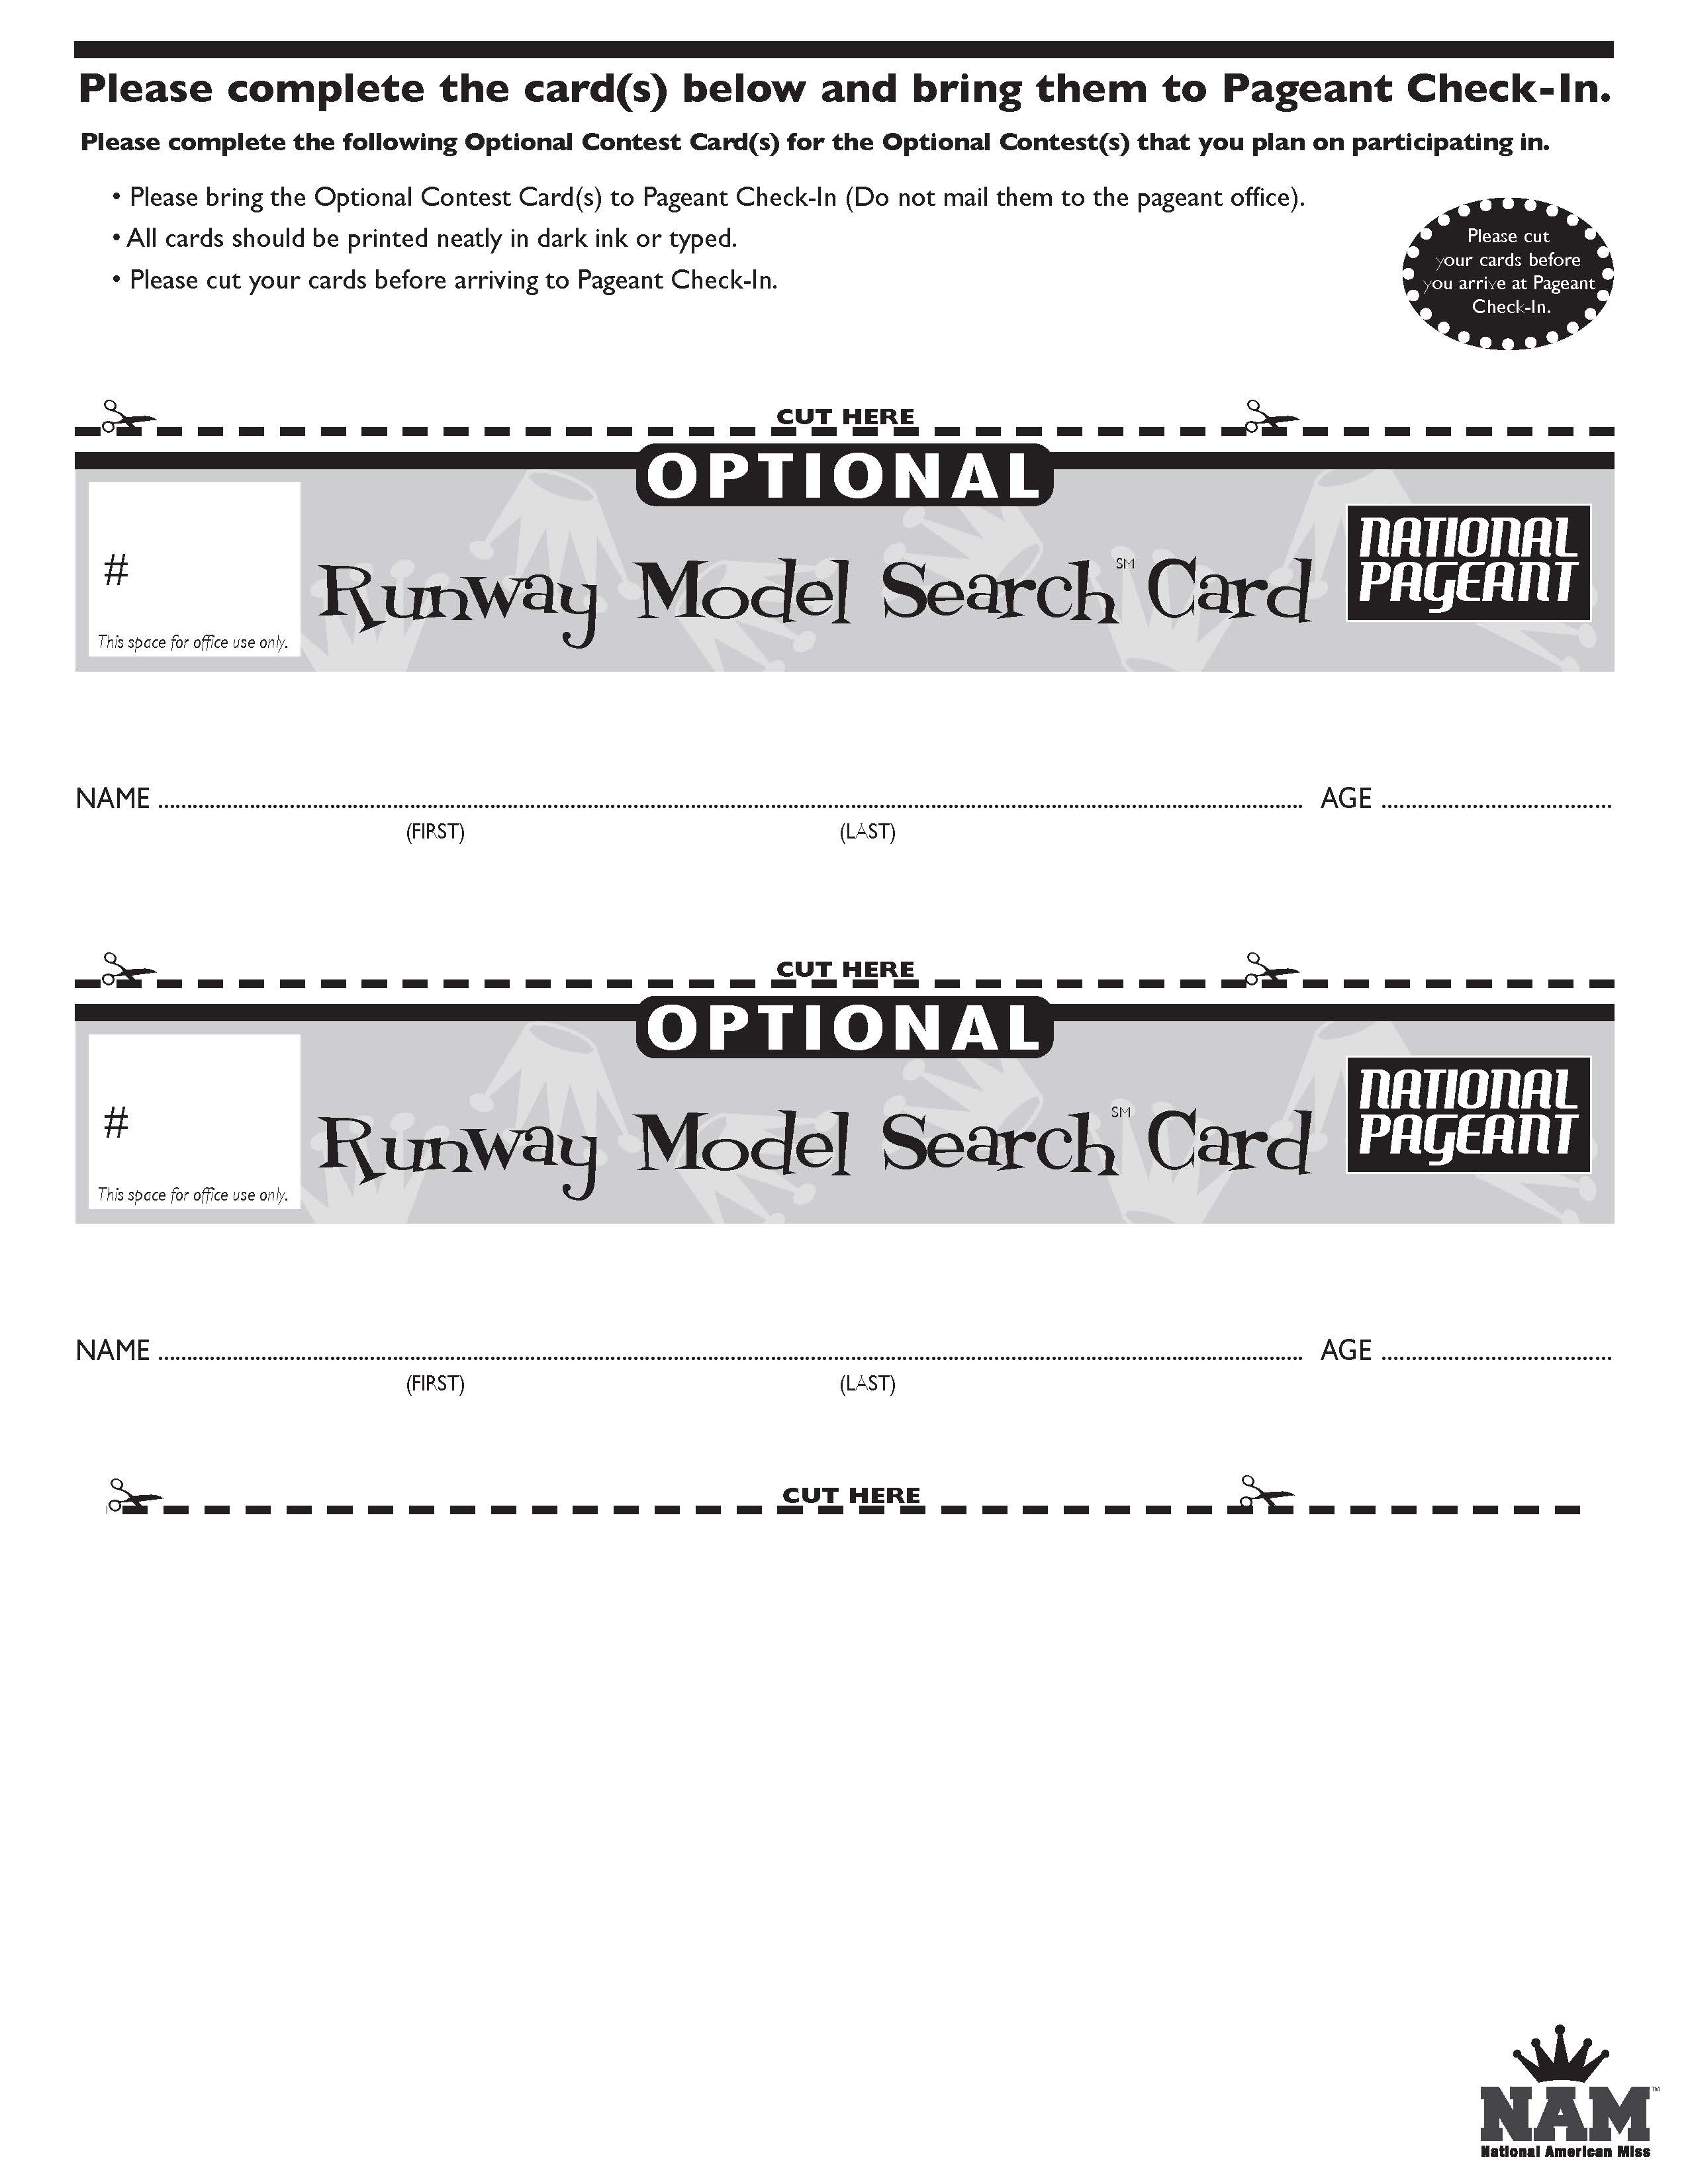 Please complete the card(s) below and bring them to Pageant Check-In.
Please complete the following Optional Contest Card(s) for the Optional Contest(s) that you plan on participating in.
• Please bring the Optional Contest Card(s) to Pageant Check-In (Do not mail them to the pageant office).
• All cards should be printed neatly in dark ink or typed.
• Please cut your cards before arriving to Pageant Check-In.
Please cut
your cards before
you arrive at Pageant
Check-In.
CUT HERE
OPTIONAL
#
This space for office use only.
Runway Model Search℠ Card
NATIONAL
PAGEANT
NAME ........................ AGE ............
(FIRST) (LAST)
CUT HERE
OPTIONAL
#
This space for office use only.
Runway Model Search℠ Card
NATIONAL
PAGEANT
NAME ........................ AGE ............
(FIRST) (LAST)
CUT HERE
NAM™
National American Miss